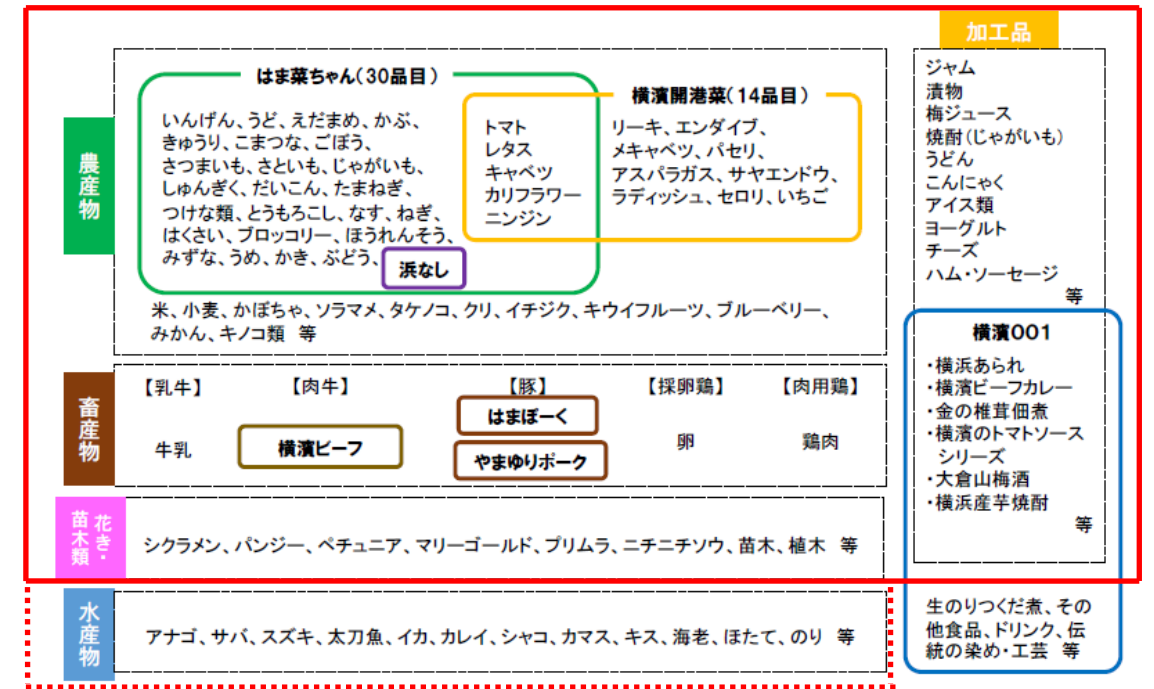 加工品
農産物
はま菜ちゃん(30品目)
いんげん、うど、えだまめ、かぶ、
きゅうり、こまつな、ごぼう、
さつまいも、さといも、じゃがいも、
しゅんぎく、だいこん、たまねぎ、
つけな類、とうもろこし、なす、ねぎ、
はくさい、ブロッコリー、ほうれんそう、
みずな、うめ、かき、ぶどう、
浜なし
横濱開港菜(14品目)
トマト
レタス
キャベツ
カリフラワー
ニンジン
リーキ、エンダイブ、
メキャベツ、パセリ、
アスパラガス、サヤエンドウ、
ラディッシュ、セロリ、いちご
米、小麦、かぼちゃ、ソラマメ、タケノコ、クリ、イチジク、キウイフルーツ、ブルーベリー、
みかん、キノコ類 等
ジャム
漬物
梅ジュース
焼酎(じゃがいも)
うどん
こんにゃく
アイス類
ヨーグルト
チーズ
ハム・ソーセージ
等
横濱001
・横浜あられ
・横濱ビーフカレー
・金の椎茸佃煮
・横濱のトマトソース
シリーズ
・大倉山梅酒
・横浜産芋焼酎
等
生のりつくだ煮、その
他食品、ドリンク、伝
統の染め・工芸 等
畜産物
【乳牛】
【肉牛】
【豚】
【採卵鶏】
【肉用鶏】
牛乳
横濱ビーフ
はまぽーく
やまゆりポーク
卵
鶏肉
花き・
苗木類
シクラメン、パンジー、ペチュニア、マリーゴールド、プリムラ、ニチニチソウ、苗木、植木 等
水産物
アナゴ、サバ、スズキ、太刀魚、イカ、カレイ、シャコ、カマス、キス、海老、ほたて、のり 等